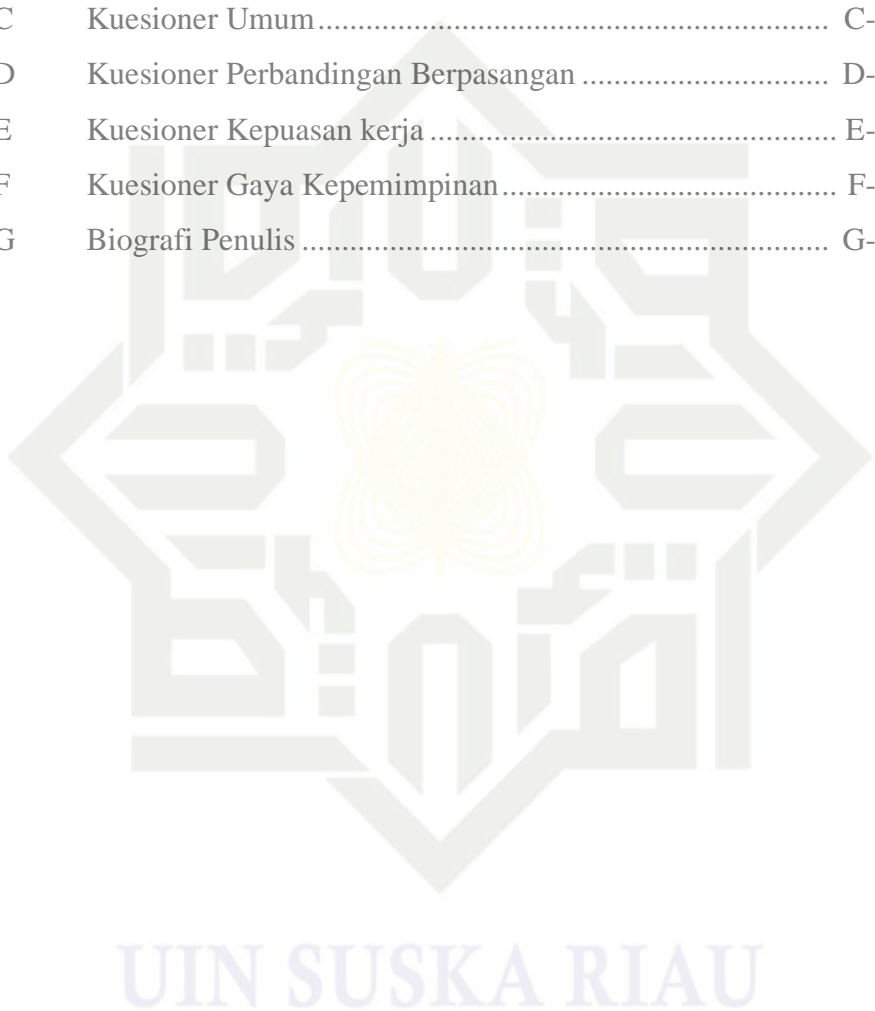 C Kuesioner Umum................................................................ C-
D Kuesioner Perbandingan Berpasangan .............................. D-
E Kuesioner Kepuasan kerja ................................................. E-
F Kuesioner Gaya Kepemimpinan........................................ F-
G Biografi Penulis ................................................................ G-
UIN SUSKA RIAU